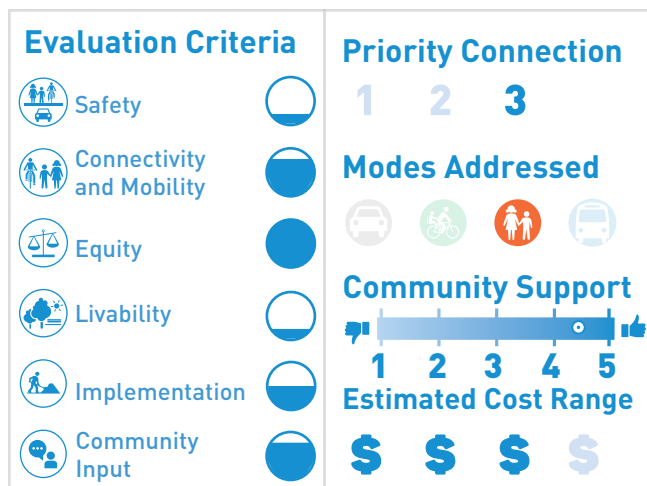 Evaluation Criteria
Safety
Connectivity
and Mobility
Equity
Livability
Implementation
Community
Input
Priority Connection
1 2 3
Modes Addressed
Community Support
1 2 3 4 5
Estimated Cost Range
$ $ $ $